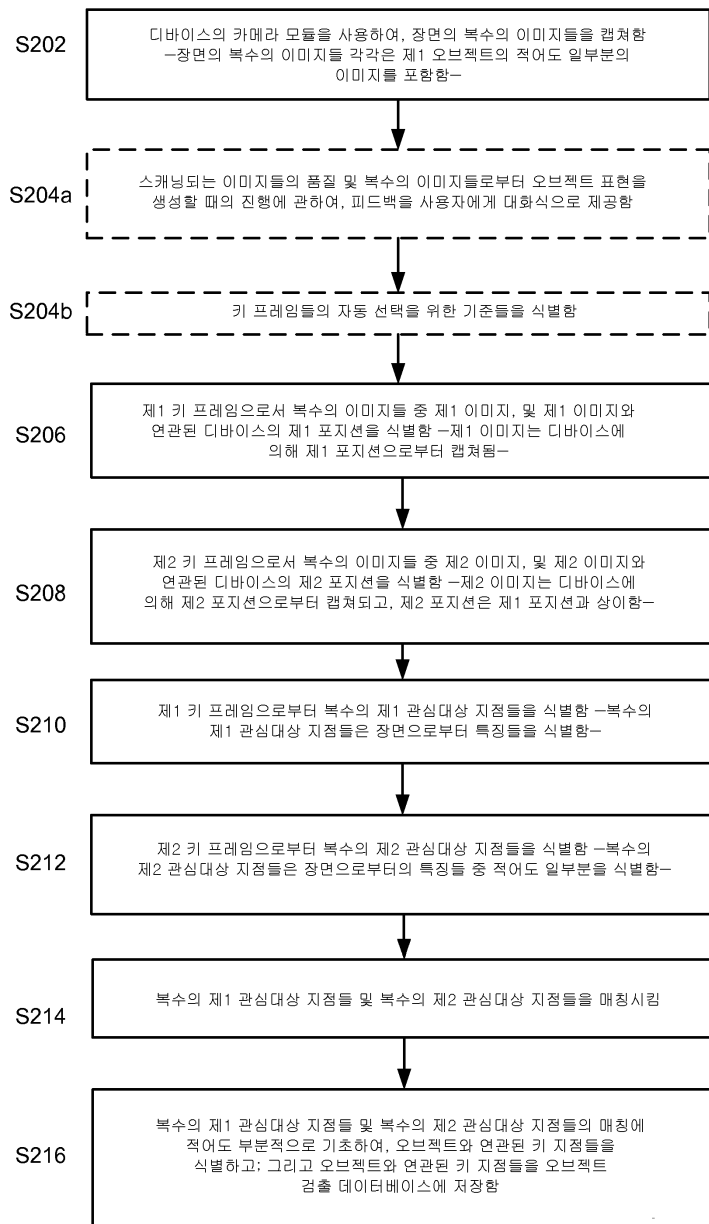 S202
디바이스의 카메라 모듈을 사용하여, 장면의 복수의 이미지들을 캡쳐함
—장면의 복수의 이미지들 각각은 제1 오브젝트의 적어도 일부분의
이미지를 포함함—
S204a
스캐닝되는 이미지들의 품질 및 복수의 이미지들로부터 오브젝트 표현을
생성할 때의 진행에 관하여, 피드백을 사용자에게 대화식으로 제공함
S204b
키 프레임들의 자동 선택을 위한 기준들을 식별함
S206
제1 키 프레임으로서 복수의 이미지들 중 제1 이미지, 및 제1 이미지와
연관된 디바이스의 제1 포지션을 식별함 —제1 이미지는 디바이스에
의해 제1 포지션으로부터 캡쳐됨—
S208
제2 키 프레임으로서 복수의 이미지들 중 제2 이미지, 및 제2 이미지와
연관된 디바이스의 제2 포지션을 식별함 —제2 이미지는 디바이스에
의해 제2 포지션으로부터 캡쳐되고, 제2 포지션은 제1 포지션과 상이함—
S210
제1 키 프레임으로부터 복수의 제1 관심대상 지점들을 식별함 —복수의
제1 관심대상 지점들은 장면으로부터 특징들을 식별함—
S212
제2 키 프레임으로부터 복수의 제2 관심대상 지점들을 식별함 —복수의
제2 관심대상 지점들은 장면으로부터의 특징들 중 적어도 일부분을 식별함—
S214
복수의 제1 관심대상 지점들 및 복수의 제2 관심대상 지점들을 매칭시킴
S216
복수의 제1 관심대상 지점들 및 복수의 제2 관심대상 지점들의 매칭에
적어도 부분적으로 기초하여, 오브젝트와 연관된 키 지점들을
식별하고; 그리고 오브젝트와 연관된 키 지점들을 오브젝트
검출 데이터베이스에 저장함